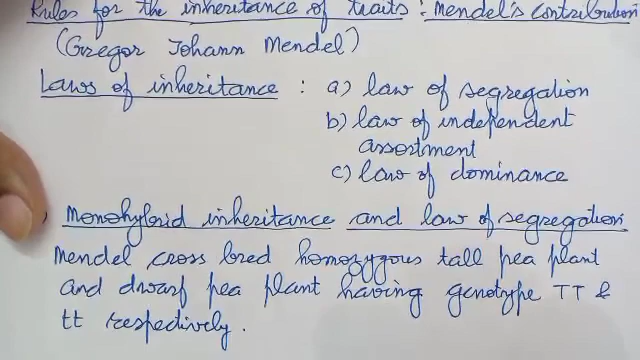 Rules for the inheritance of traits : Mendel's contribution
(Gregor Johann Mendel)
Laws of inheritance : a) law of segregation
b) law of independent
assortment
c) law of dominance
Monohybrid inheritance and law of segregation
Mendel cross bred homozygous tall pea plant
and dwarf pea plant having genotype TT &
tt respectively.